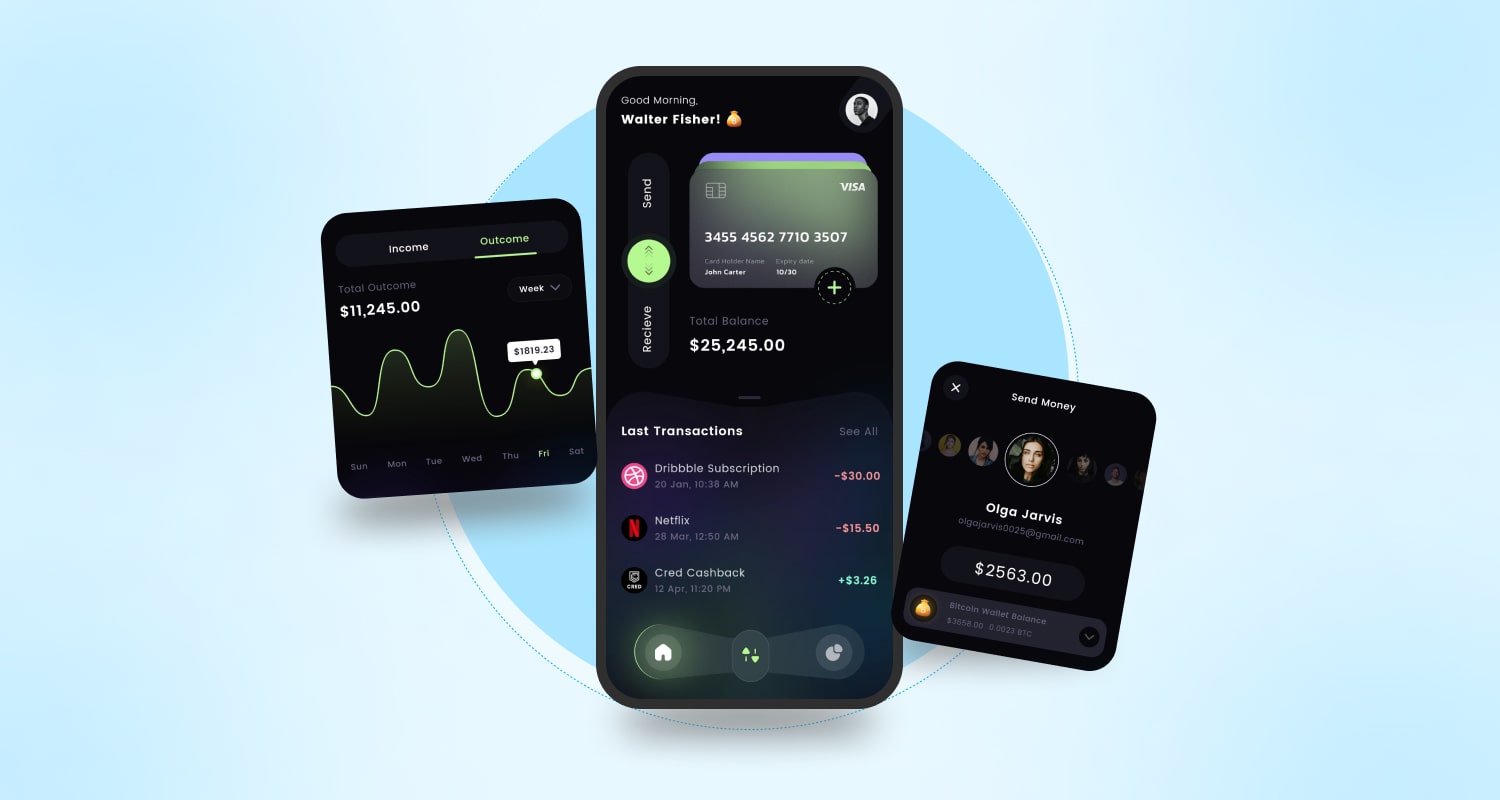 Income Outcome
Total Outcome
$11,245.00
Week
$1819.23
Sun Mon Tue Wed Thu Fri Sat
Good Morning,
Walter Fisher!
Send
Recieve
VISA
3455 4562 7710 3507
Card Holder Name Expiry date
John Carter 10/30
Total Balance
$25,245.00
Last Transactions See All
Dribbble Subscription
20 Jan, 10:38 AM
-$30.00
Netflix
28 Mar, 12:50 AM
-$15.50
CRED
Cred Cashback
12 Apr, 11:20 PM
+$3.26
Send Money
Olga Jarvis
olgajarvis0025@gmail.com
$2563.00
Bitcoin Wallet Balance
$3658.00 0.0023 BTC